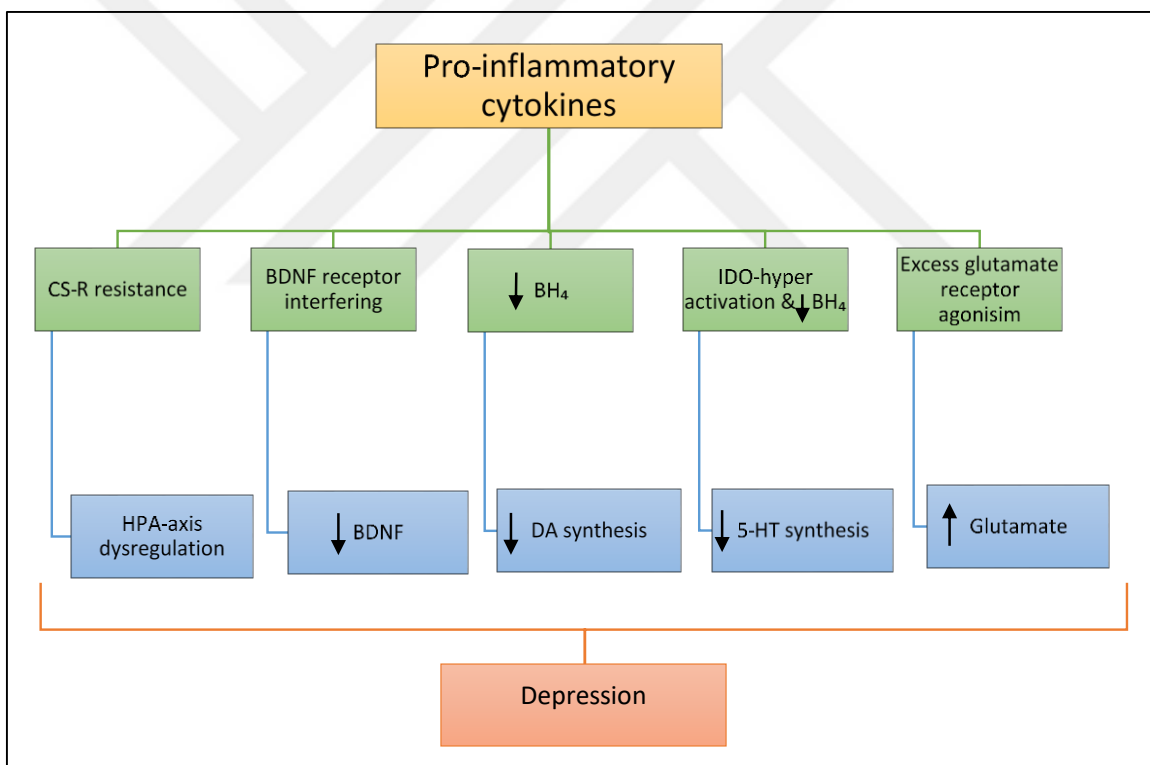 Pro-inflammatory
cytokines
CS-R resistance
BDNF receptor
interfering
↓ BH₄
IDO-hyper
activation & ↓ BH₄
Excess glutamate
receptor
agonisim
HPA-axis
dysregulation
↓ BDNF
↓ DA synthesis
↓ 5-HT synthesis
↑ Glutamate
Depression